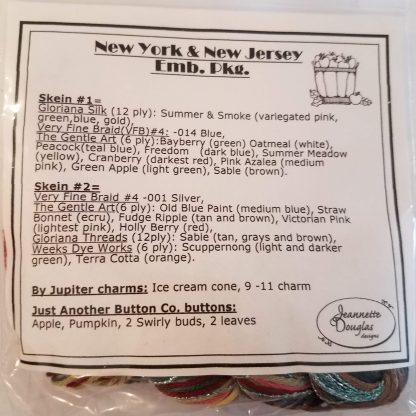 New York & New Jersey
Emb. Pkg.
Skein #1=
Gloriana Silk (12 ply): Summer & Smoke (variegated pink,
green,blue, gold),
Very Fine Braid(VFB)#4: -014 Blue,
The Gentle Art (6 ply):Bayberry (green) Oatmeal (white),
Peacock(teal blue), Freedom (dark blue), Summer Meadow
(yellow), Cranberry (darkest red), Pink Azalea (medium
pink), Green Apple (light green), Sable (brown).
Skein #2=
Very Fine Braid #4 -001 Silver,
The Gentle Art(6 ply): Old Blue Paint (medium blue), Straw
Bonnet (ecru), Fudge Ripple (tan and brown), Victorian Pink
(lightest pink), Holly Berry (red),
Gloriana Threads (12ply): Sable (tan, grays and brown),
Weeks Dye Works (6 ply): Scuppernong (light and darker
green), Terra Cotta (orange).
By Jupiter charms: Ice cream cone, 9 -11 charm
Just Another Button Co. buttons:
Apple, Pumpkin, 2 Swirly buds, 2 leaves
Jeannette
Douglas
designs